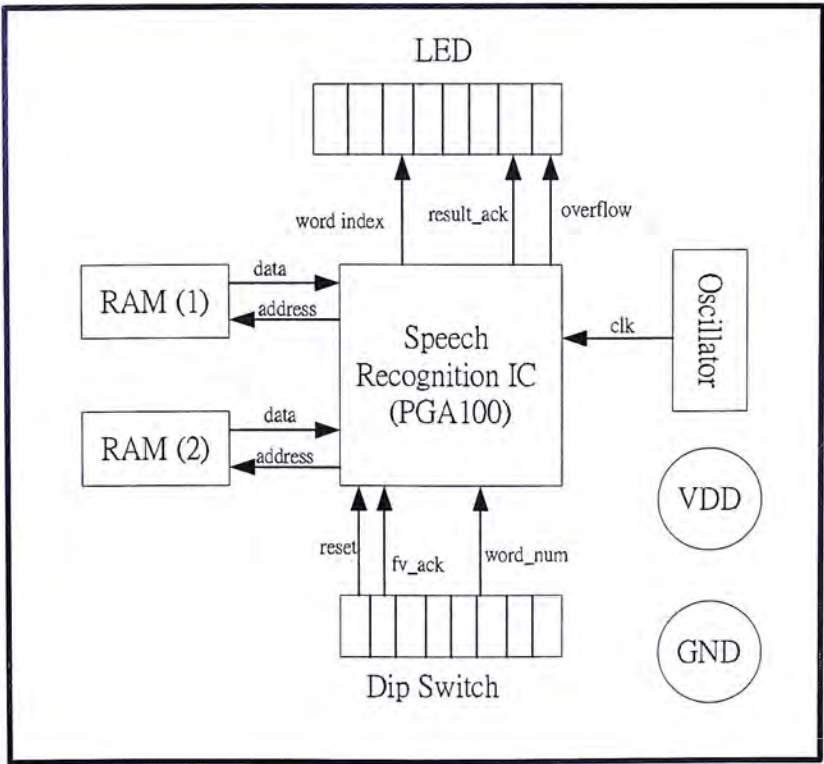 LED
word index
result_ack
overflow
RAM (1)
data
address
Speech
Recognition IC
(PGA100)
clk
Oscillator
RAM (2)
data
address
VDD
reset
fv_ack
word_num
GND
Dip Switch